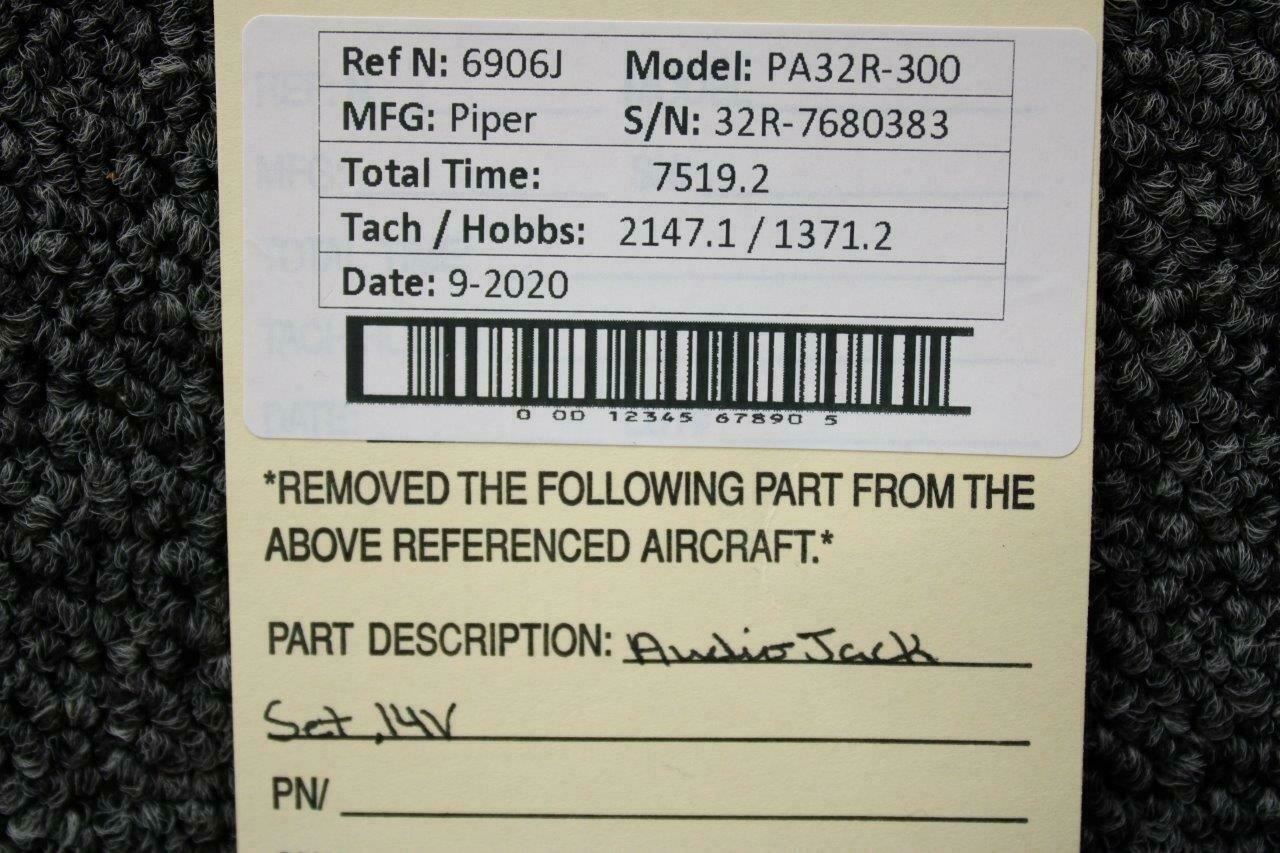 Ref N: 6906J Model: PA32R-300
MFG: Piper S/N: 32R-7680383
Total Time: 7519.2
Tach / Hobbs: 2147.1 / 1371.2
Date: 9-2020
0 00 12345 67890 5
*REMOVED THE FOLLOWING PART FROM THE
ABOVE REFERENCED AIRCRAFT.*
PART DESCRIPTION: Audio Jack
Set, 14V
PN/